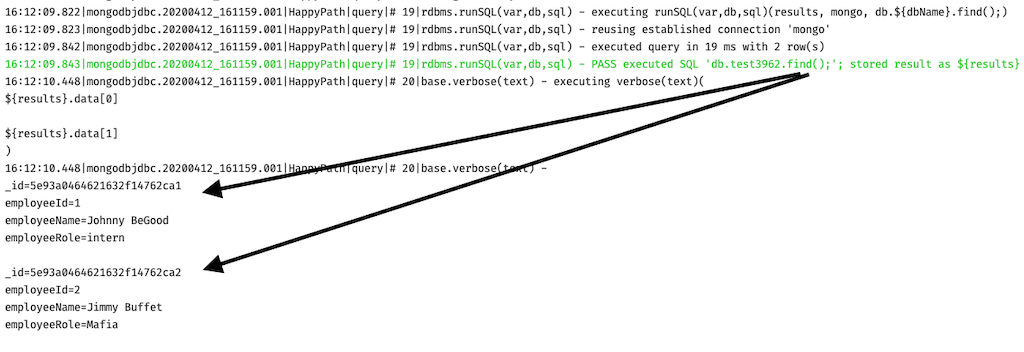 16:12:09.822|mongodbjdbc.20200412_161159.001|HappyPath|query|# 19|rdbms.runSQL(var,db,sql) – executing runSQL(var,db,sql)(results, mongo, db.${dbName}.find();)
16:12:09.823|mongodbjdbc.20200412_161159.001|HappyPath|query|# 19|rdbms.runSQL(var,db,sql) – reusing established connection 'mongo'
16:12:09.842|mongodbjdbc.20200412_161159.001|HappyPath|query|# 19|rdbms.runSQL(var,db,sql) – executed query in 19 ms with 2 row(s)
16:12:09.843|mongodbjdbc.20200412_161159.001|HappyPath|query|# 19|rdbms.runSQL(var,db,sql) – PASS executed SQL 'db.test3962.find();'; stored result as ${results}
16:12:10.448|mongodbjdbc.20200412_161159.001|HappyPath|query|# 20|base.verbose(text) – executing verbose(text)(
${results}.data[0]
${results}.data[1]
)
16:12:10.448|mongodbjdbc.20200412_161159.001|HappyPath|query|# 20|base.verbose(text) –
_id=5e93a0464621632f14762ca1
employeeId=1
employeeName=Johnny BeGood
employeeRole=intern
_id=5e93a0464621632f14762ca2
employeeId=2
employeeName=Jimmy Buffet
employeeRole=Mafia